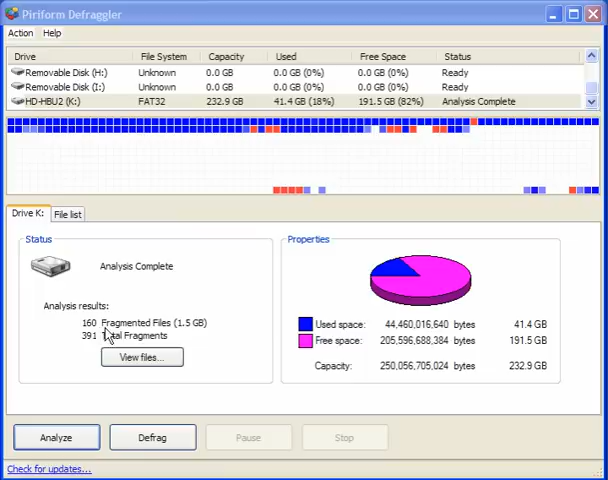 Piriform Defraggler
Action Help
Drive File System Capacity Used Free Space Status
Removable Disk (H:) Unknown 0.0 GB 0.0 GB (0%) 0.0 GB (0%) Ready
Removable Disk (I:) Unknown 0.0 GB 0.0 GB (0%) 0.0 GB (0%) Ready
HD-HBU2 (K:) FAT32 232.9 GB 41.4 GB (18%) 191.5 GB (82%) Analysis Complete
Drive K: File list
Status
Analysis Complete
Analysis results:
160 Fragmented Files (1.5 GB)
391 Total Fragments
View files...
Properties
Used space: 44,460,016,640 bytes 41.4 GB
Free space: 205,596,688,384 bytes 191.5 GB
Capacity: 250,056,705,024 bytes 232.9 GB
Analyze Defrag Pause Stop
Check for updates...